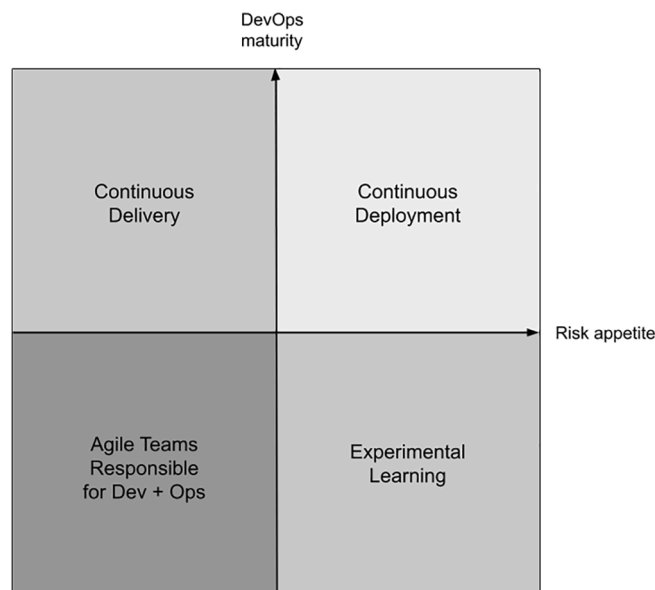 DevOps
maturity
Continuous
Delivery
Continuous
Deployment
Risk appetite
Agile Teams
Responsible
for Dev + Ops
Experimental
Learning